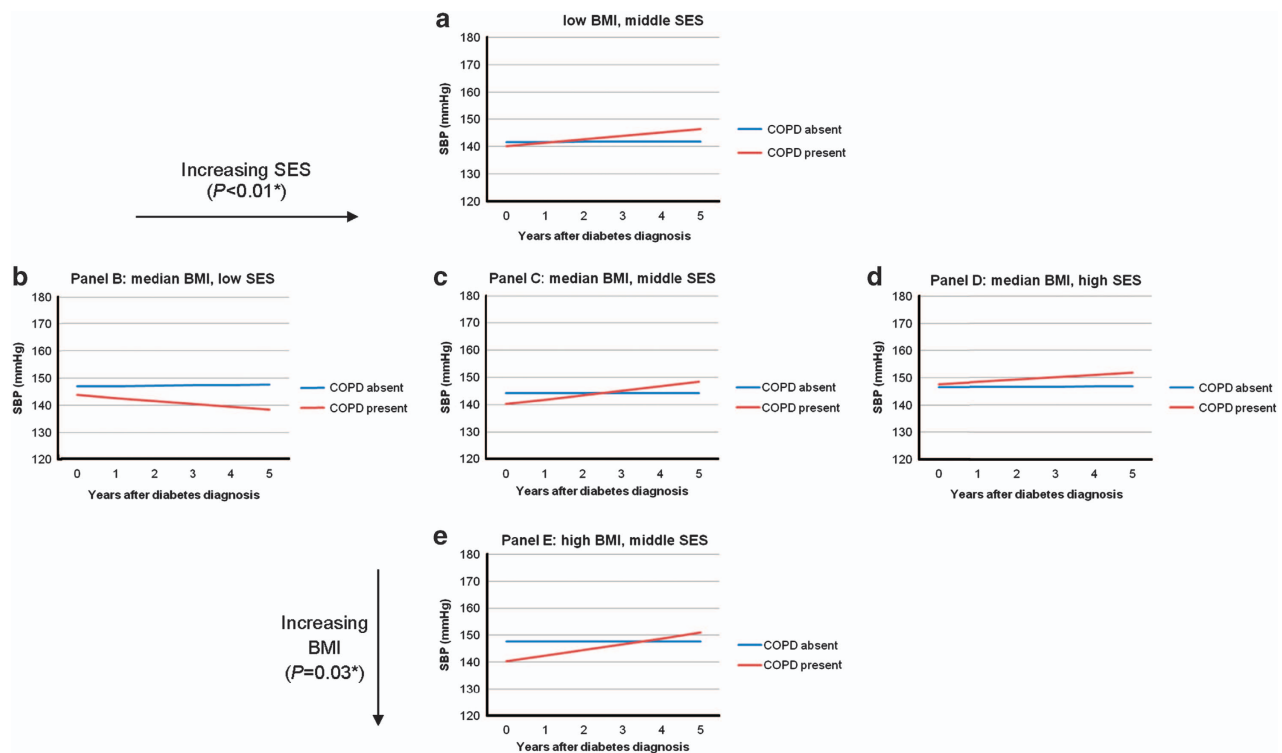 a
low BMI, middle SES
180
170
160
150
140
130
120
SBP (mmHg)
0 1 2 3 4 5
Years after diabetes diagnosis
COPD absent
COPD present
Increasing SES
(P<0.01*)
b
Panel B: median BMI, low SES
180
170
160
150
140
130
120
SBP (mmHg)
0 1 2 3 4 5
Years after diabetes diagnosis
COPD absent
COPD present
c
Panel C: median BMI, middle SES
180
170
160
150
140
130
120
SBP (mmHg)
0 1 2 3 4 5
Years after diabetes diagnosis
COPD absent
COPD present
d
Panel D: median BMI, high SES
180
170
160
150
140
130
120
SBP (mmHg)
0 1 2 3 4 5
Years after diabetes diagnosis
COPD absent
COPD present
Increasing
BMI
(P=0.03*)
e
Panel E: high BMI, middle SES
180
170
160
150
140
130
120
SBP (mmHg)
0 1 2 3 4 5
Years after diabetes diagnosis
COPD absent
COPD present